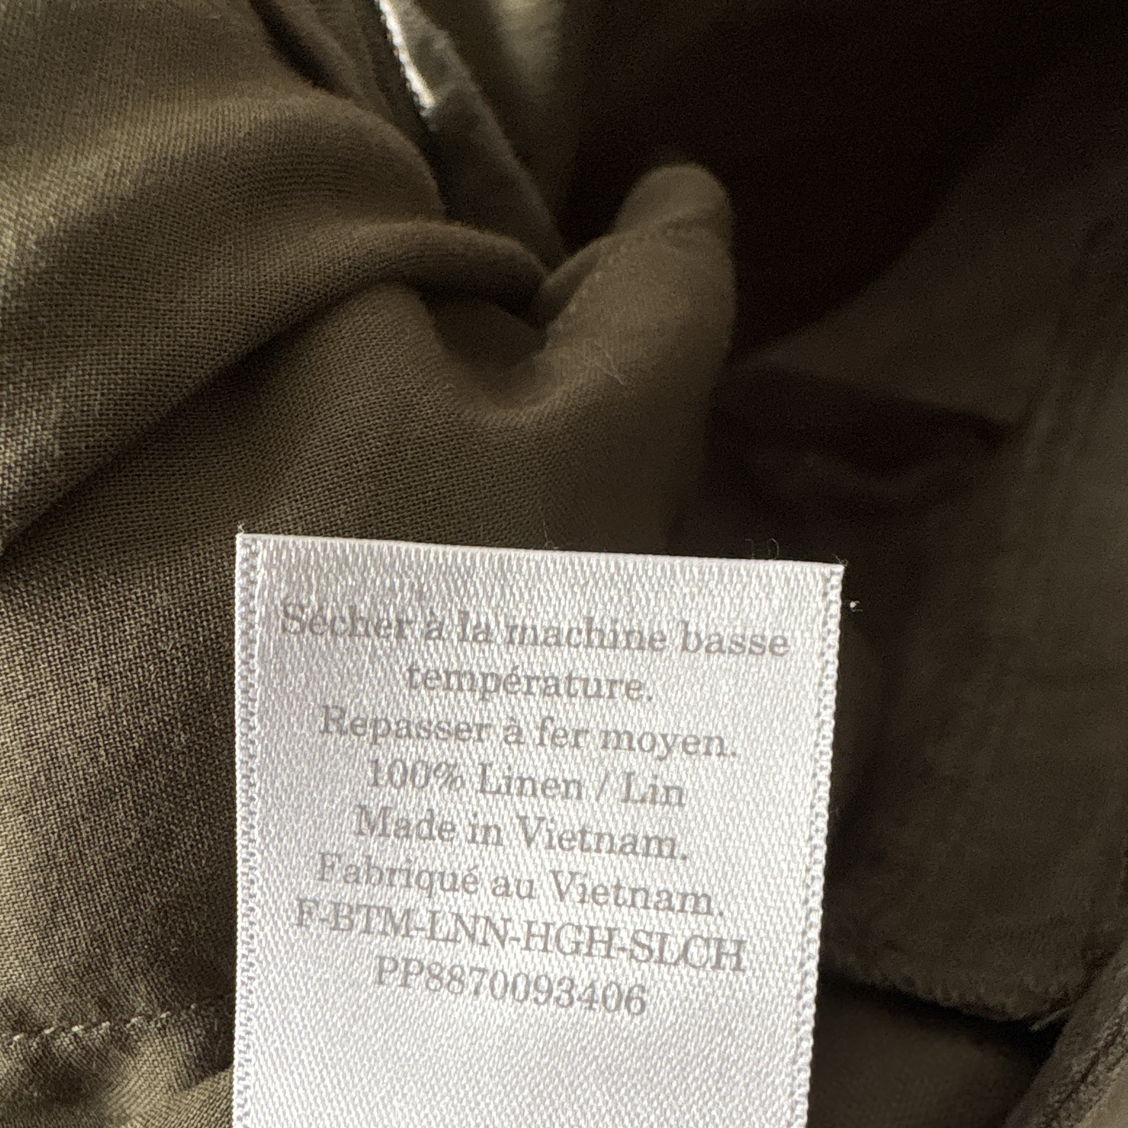 Sécher à la machine basse
température.
Repasser à fer moyen.
100% Linen / Lin
Made in Vietnam.
Fabriqué au Vietnam.
F-BTM-LNN-HGH-SLCH
PP8870093406